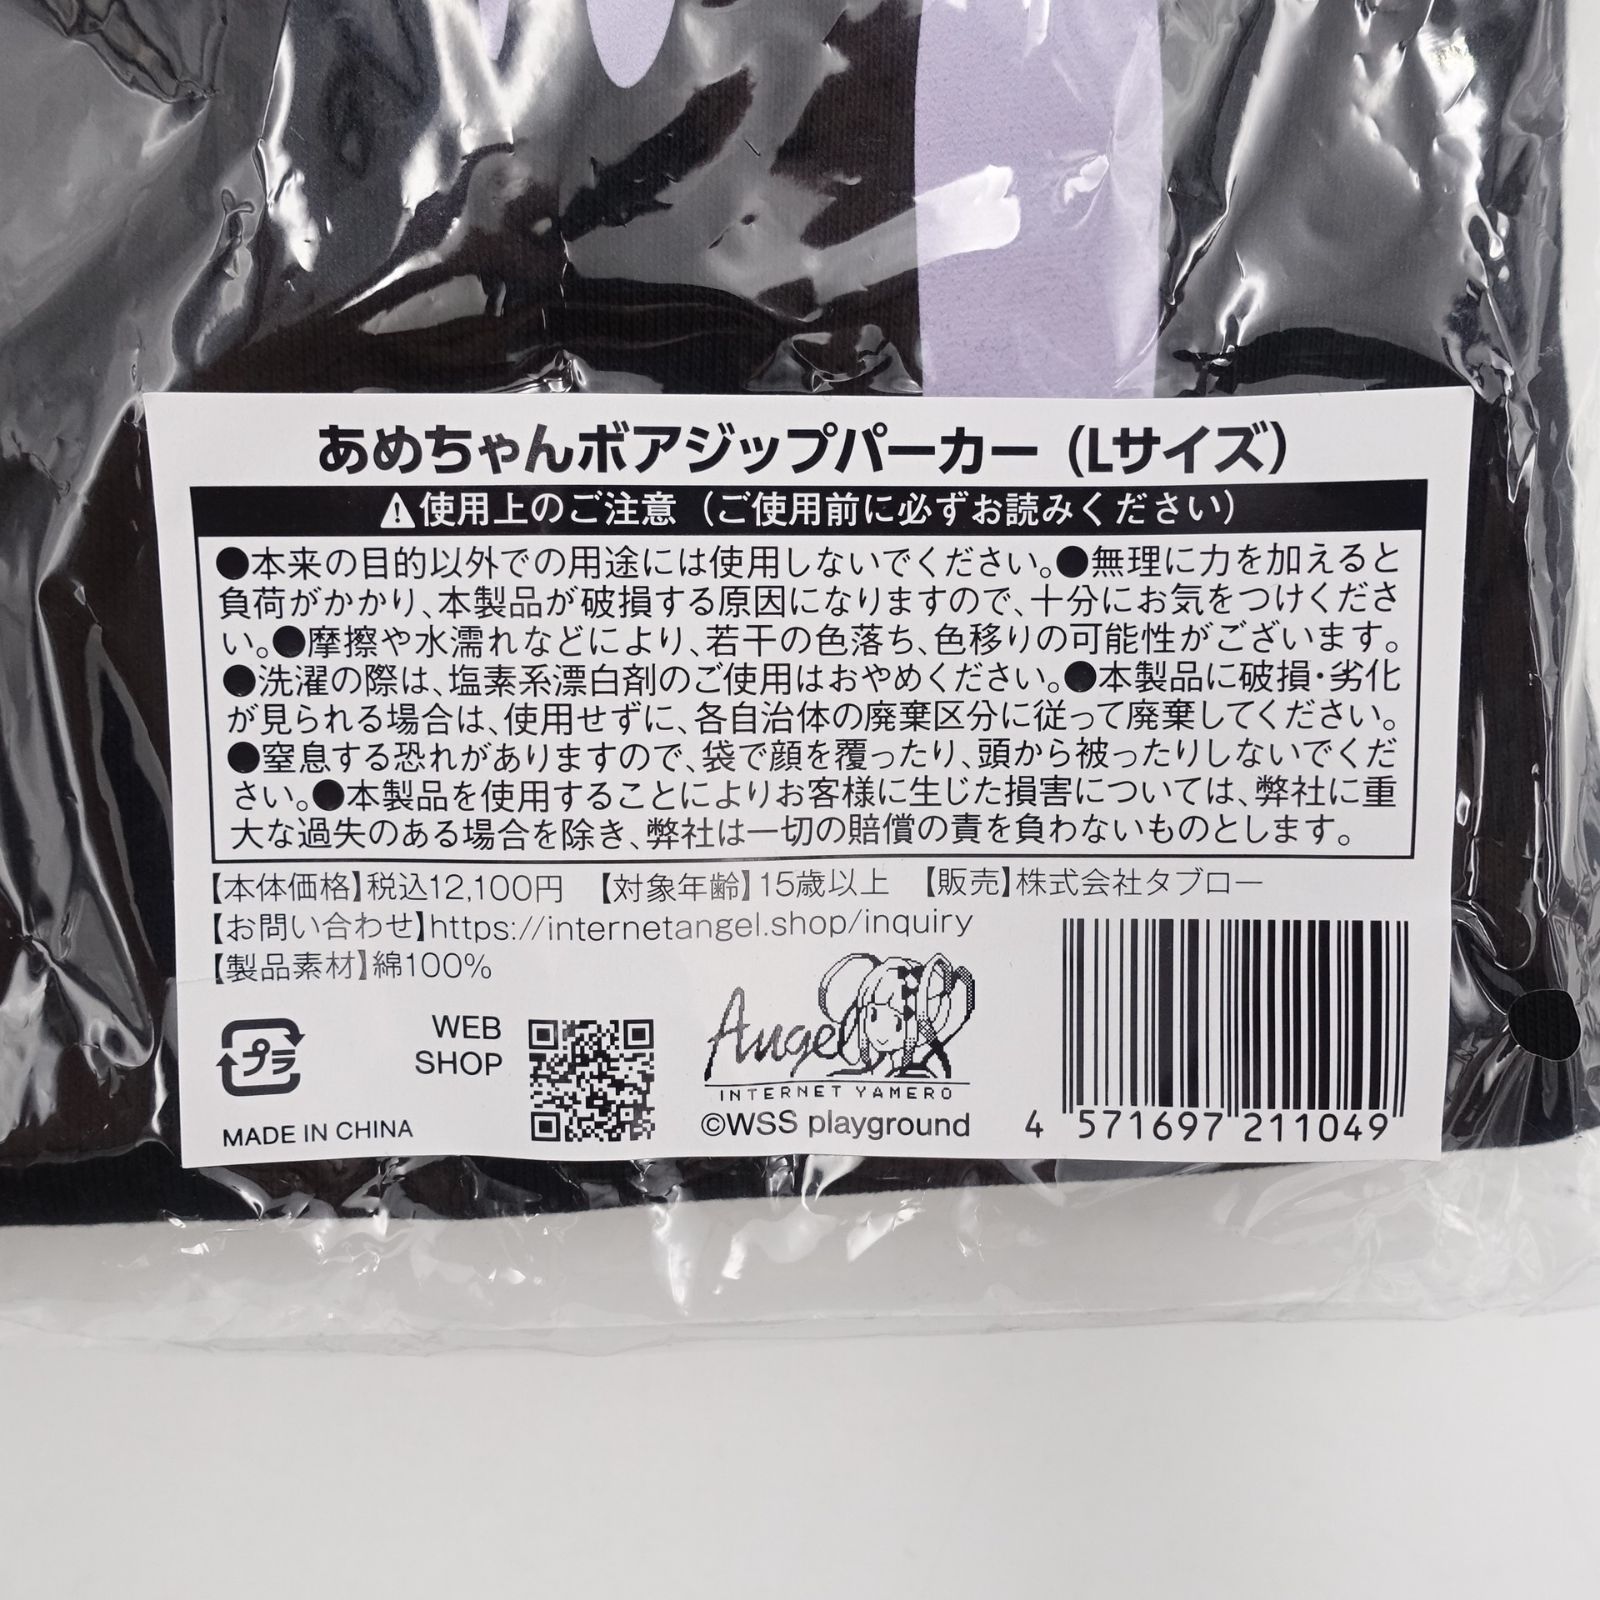 あめちゃんボアジップパーカー（Lサイズ）
⚠使用上のご注意（ご使用前に必ずお読みください）
●本来の目的以外での用途には使用しないでください。●無理に力を加えると
負荷がかかり、本製品が破損する原因になりますので、十分にお気をつけくださ
い。●摩擦や水濡れなどにより、若干の色落ち、色移りの可能性がございます。
●洗濯の際は、塩素系漂白剤のご使用はおやめください。●本製品に破損・劣化
が見られる場合は、使用せずに、各自治体の廃棄区分に従って廃棄してください。
●窒息する恐れがありますので、袋で顔を覆ったり、頭から被ったりしないでくだ
さい。●本製品を使用することによりお客様に生じた損害については、弊社に重
大な過失のある場合を除き、弊社は一切の賠償の責を負わないものとします。
【本体価格】税込12,100円 【対象年齢】15歳以上 【販売】株式会社タブロー
【お問い合わせ】https://internetangel.shop/inquiry
【製品素材】綿100%
プラ
WEB
SHOP
MADE IN CHINA
Angel
INTERNET YAMERO
©WSS playground
4 571697 211049